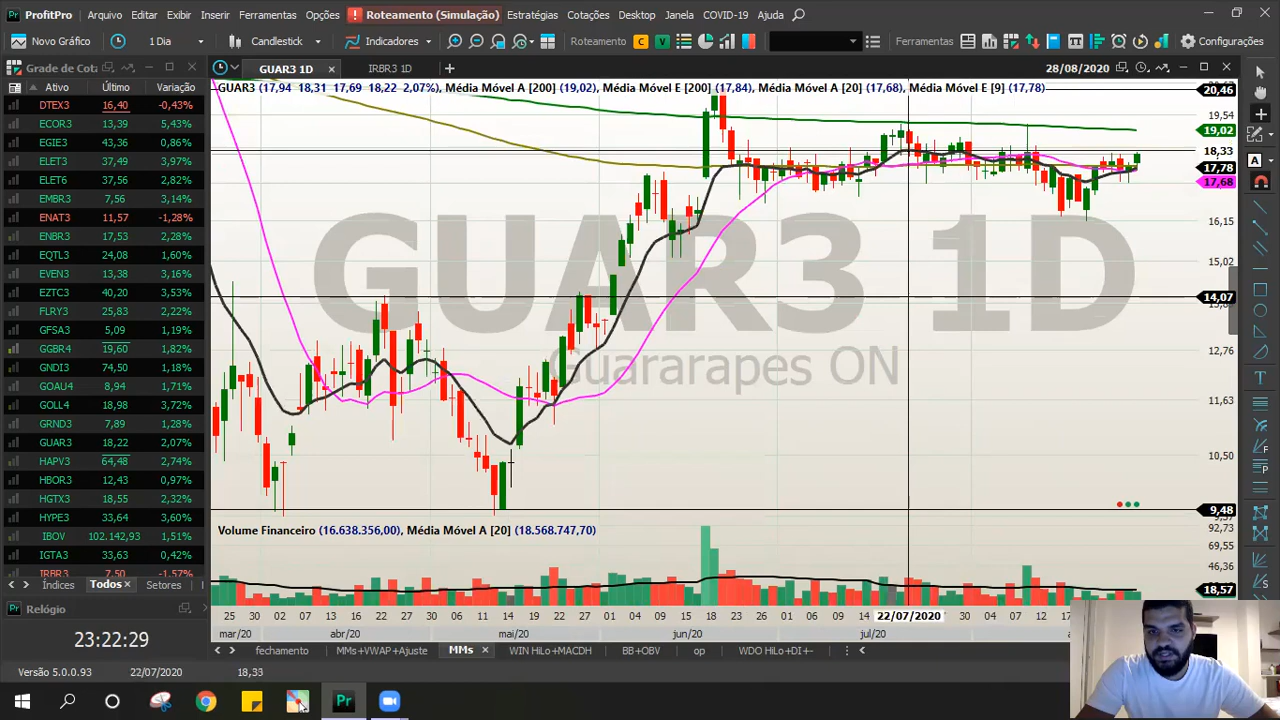 ProfitPro Arquivo Exibir Inserir Ferramentas Opções Roteamento (Simulação) Estratégias Cotações Desktop Janela COVID-19 Ajuda
Novo Gráfico 1 Dia Candlestick Indicadores Roteamento C V Ferramentas Configurações
Grade de Cot
GUAR3 1D IRBR3 1D 28/08/2020
Ativo Último Variação
DTEX3 16,40 -0,43%
ECOR3 13,39 5,43%
EGIE3 43,36 0,86%
ELET3 37,49 3,97%
ELET6 37,56 2,82%
EMBR3 7,56 3,14%
ENAT3 11,57 -1,28%
ENBR3 17,53 2,28%
EQTL3 24,08 1,60%
EVEN3 13,38 3,16%
EZTC3 40,20 3,53%
FLRY3 25,83 2,22%
GFSA3 5,09 1,19%
GGBR4 19,60 1,82%
GNDI3 74,50 1,18%
GOAU4 8,94 1,71%
GOLL4 18,98 3,72%
GRND3 7,89 1,28%
GUAR3 18,22 2,07%
HAPV3 64,48 2,74%
HBOR3 12,43 0,97%
HGTX3 18,55 2,32%
HYPE3 33,64 3,60%
IBOV 102.142,93 1,51%
IGTA3 33,63 0,42%
IRBR3 7,50 -1,57%
Índices Todos Setores
Relógio
23:22:29
GUAR3 (17,94 18,31 17,69 18,22 2,07%), Média Móvel A [200] (19,02), Média Móvel E [200] (17,84), Média Móvel A [20] (17,68), Média Móvel E [9] (17,78)
GUAR3 1D
Guararapes ON
20,46
19,54
19,02
18,33
17,78
17,68
16,15
15,02
14,07
12,76
11,63
10,50
9,48
Volume Financeiro (16.638.356,00), Média Móvel A [20] (18.568.747,70)
92,73
69,55
46,36
18,57
25 30 02 07 13 16 22 27 30 06 11 14 19 22 27 01 04 09 15 18 23 26 01 06 09 14 22/07/2020 30 04 07 12 17
mar/20 abr/20 mai/20 jun/20 jul/20
fechamento MMs+VWAP+Ajuste MMs WIN HiLo+MACDH BB+OBV op WDO HiLo+DI+-
Versão 5.0.0.93 22/07/2020 18,33